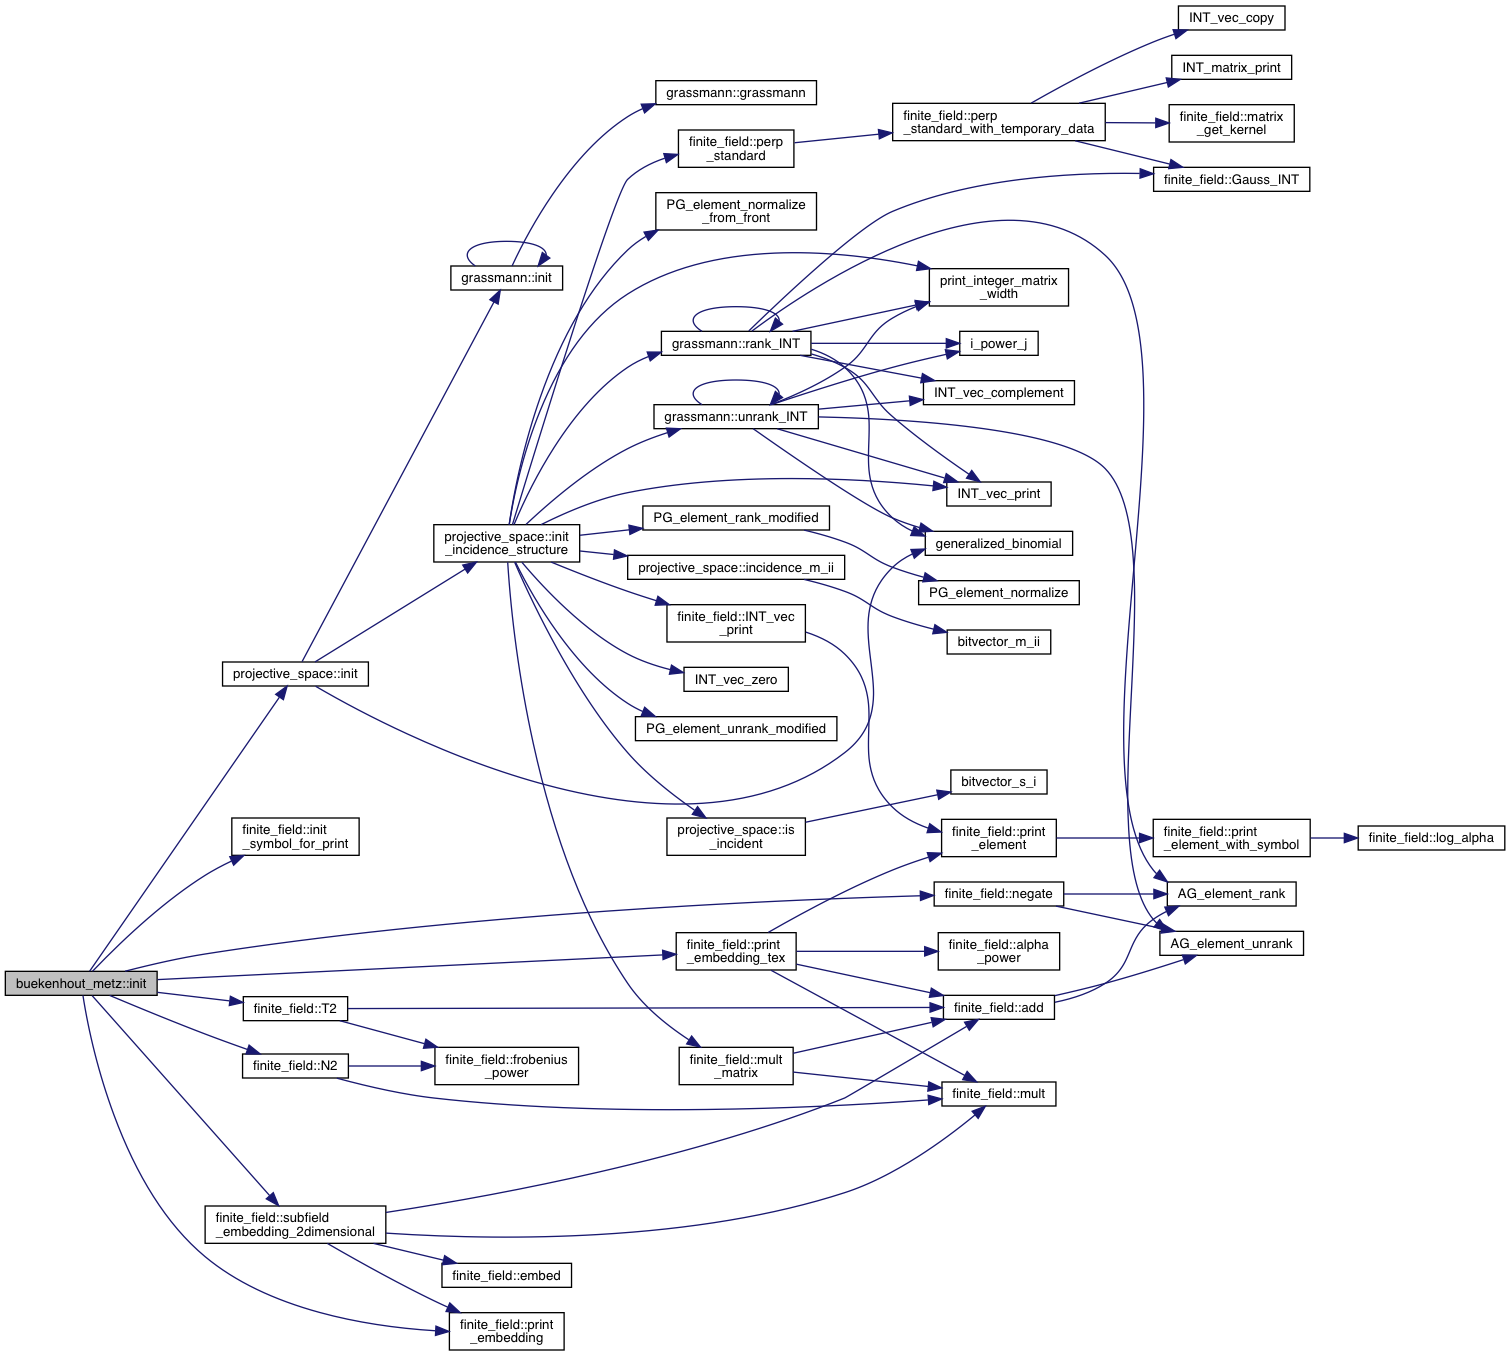 INT_vec_copy
INT_matrix_print
grassmann::grassmann
finite_field::perp
_standard_with_temporary_data
finite_field::matrix
_get_kernel
finite_field::perp
_standard
finite_field::Gauss_INT
PG_element_normalize
_from_front
grassmann::init
print_integer_matrix
_width
grassmann::rank_INT
i_power_j
INT_vec_complement
grassmann::unrank_INT
INT_vec_print
PG_element_rank_modified
projective_space::init
_incidence_structure
generalized_binomial
projective_space::incidence_m_ii
PG_element_normalize
finite_field::INT_vec
_print
bitvector_m_ii
projective_space::init
INT_vec_zero
PG_element_unrank_modified
bitvector_s_i
finite_field::init
_symbol_for_print
projective_space::is
_incident
finite_field::print
_element
finite_field::print
_element_with_symbol
finite_field::log_alpha
finite_field::negate
AG_element_rank
finite_field::print
_embedding_tex
finite_field::alpha
_power
AG_element_unrank
buekenhout_metz::init
finite_field::T2
finite_field::add
finite_field::N2
finite_field::frobenius
_power
finite_field::mult
_matrix
finite_field::mult
finite_field::subfield
_embedding_2dimensional
finite_field::embed
finite_field::print
_embedding